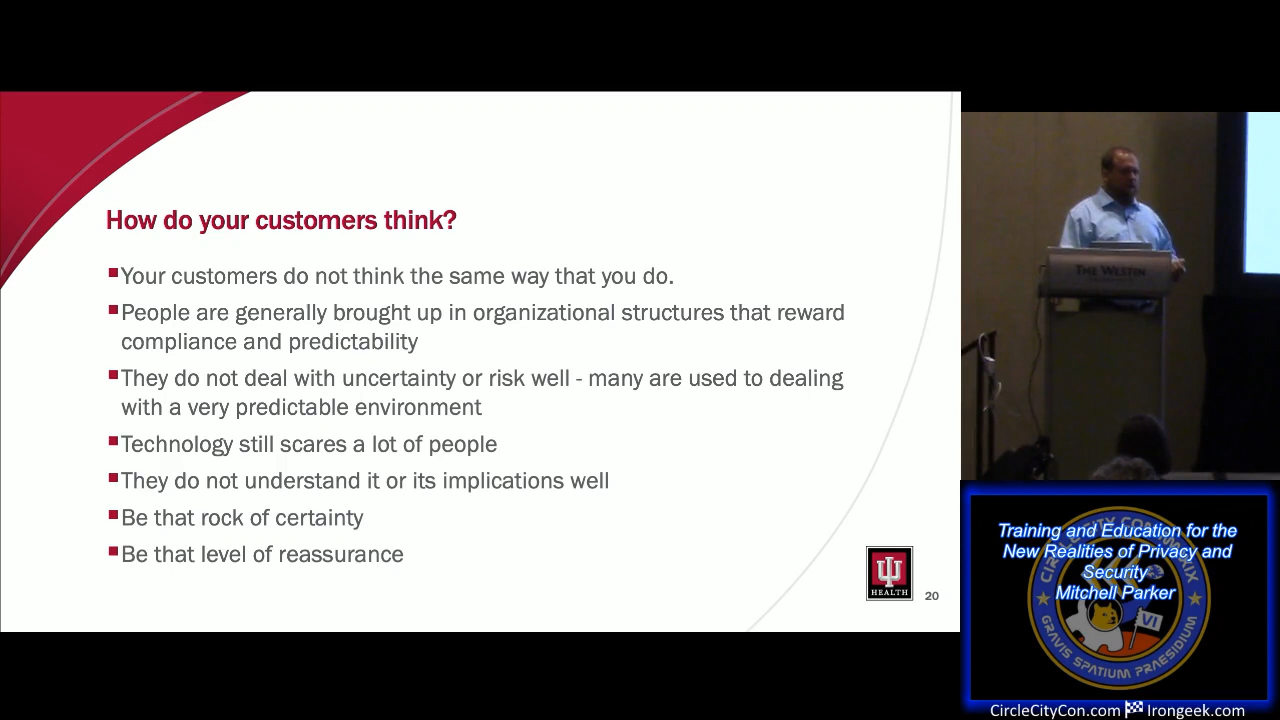 How do your customers think?
Your customers do not think the same way that you do.
People are generally brought up in organizational structures that reward
compliance and predictability
They do not deal with uncertainty or risk well - many are used to dealing
with a very predictable environment
Technology still scares a lot of people
They do not understand it or its implications well
Be that rock of certainty
Be that level of reassurance
IU
HEALTH
20
THE WESTIN
Training and Education for the
New Realities of Privacy and
Security
Mitchell Parker
CIRCLE CITY CON
VI
GRAVIS SPATIUM PRAESIDIUM
CircleCityCon.com Irongeek.com